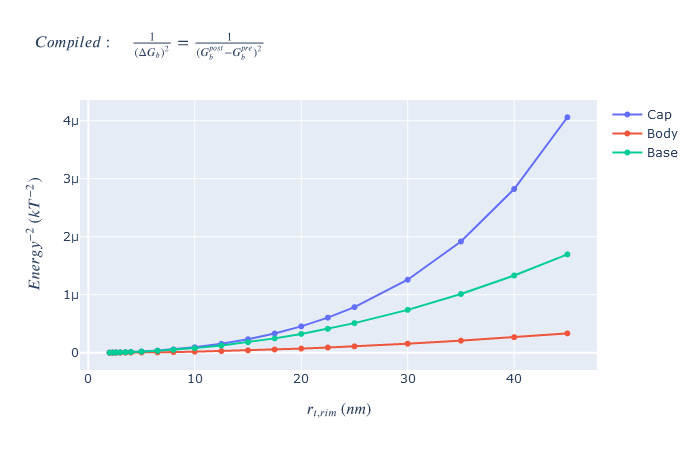 Compiled : 1/(ΔG_b)² = 1/(G_b^post−G_b^pre)²
Cap
Body
Base
4μ
3μ
2μ
1μ
0
Energy⁻² (kT⁻²)
0 10 20 30 40
r_t,rim (nm)